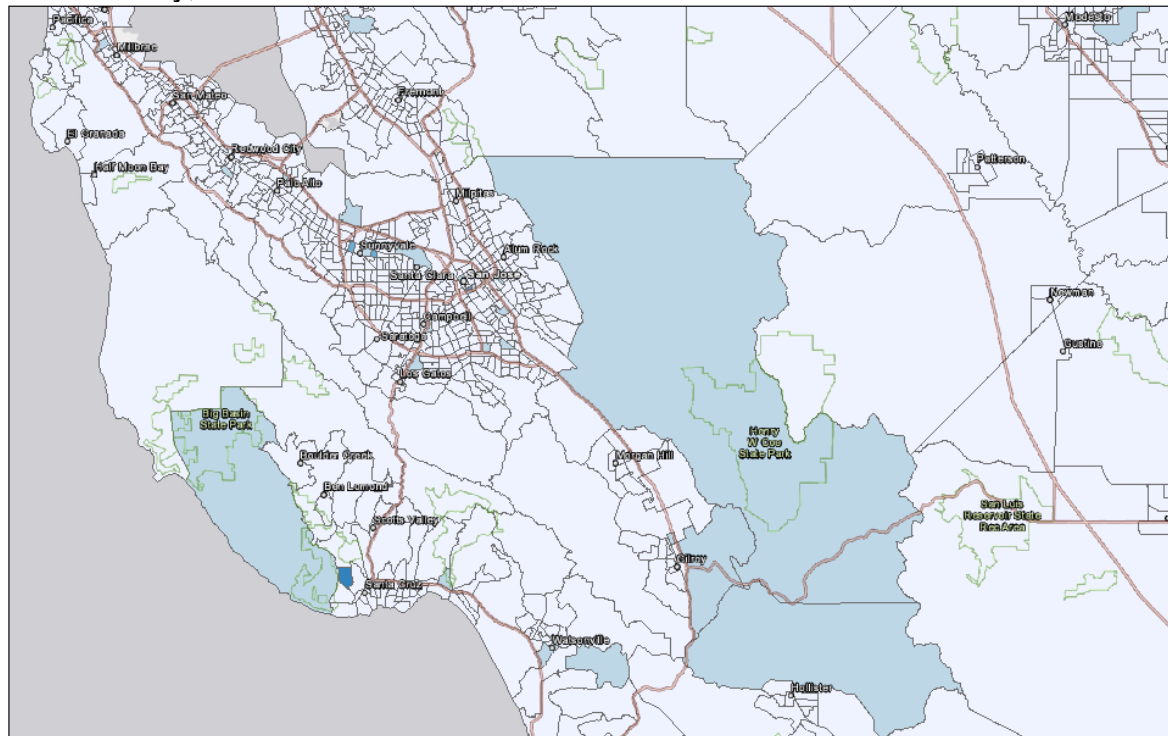 Pacifica
Millbrae
Modesto
San Mateo
Fremont
El Granada
Redwood City
Half Moon Bay
Patterson
Palo Alto
Milpitas
Sunnyvale
Alum Rock
Santa Clara
San Jose
Newman
Campbell
Saratoga
Gustine
Los Gatos
Big Basin
State Park
Henry
W Coe
State Park
Boulder Creek
Morgan Hill
Ben Lomond
San Luis
Reservoir State
Rec Area
Scotts Valley
Gilroy
Santa Cruz
Watsonville
Hollister